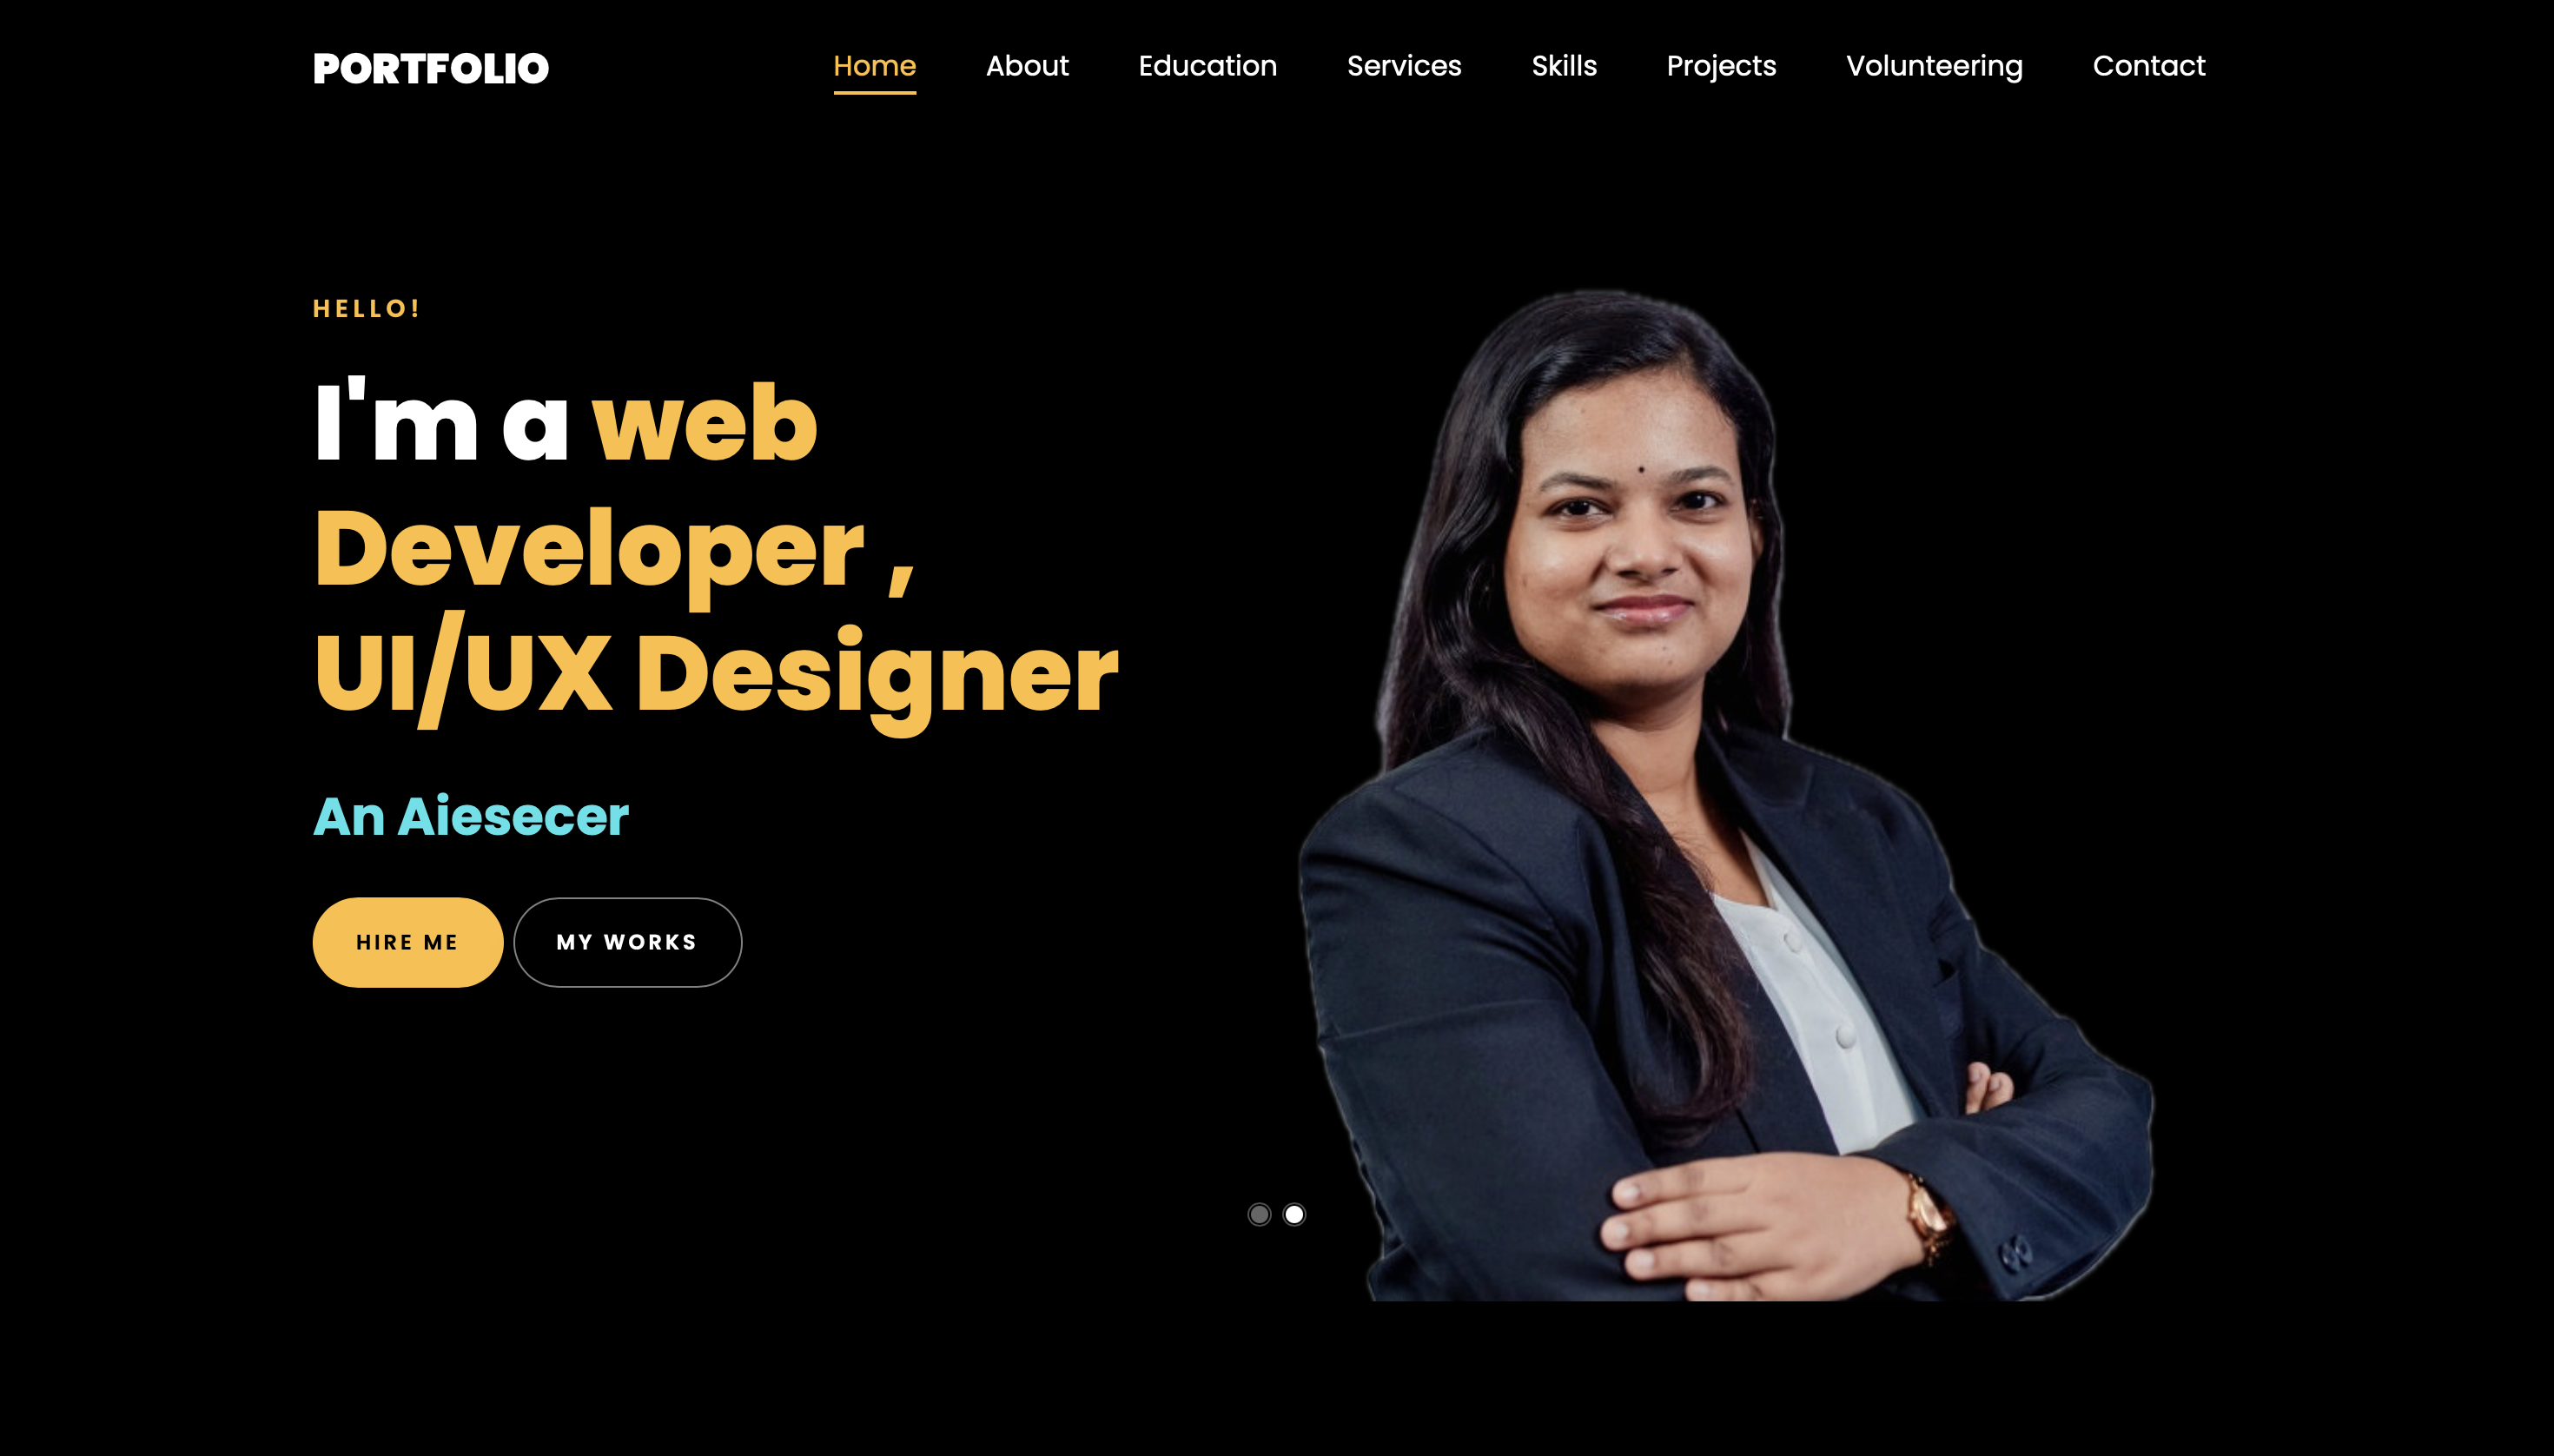 PORTFOLIO
Home About Education Services Skills Projects Volunteering Contact
HELLO!
I'm a web
Developer ,
UI/UX Designer
An Aiesecer
HIRE ME MY WORKS